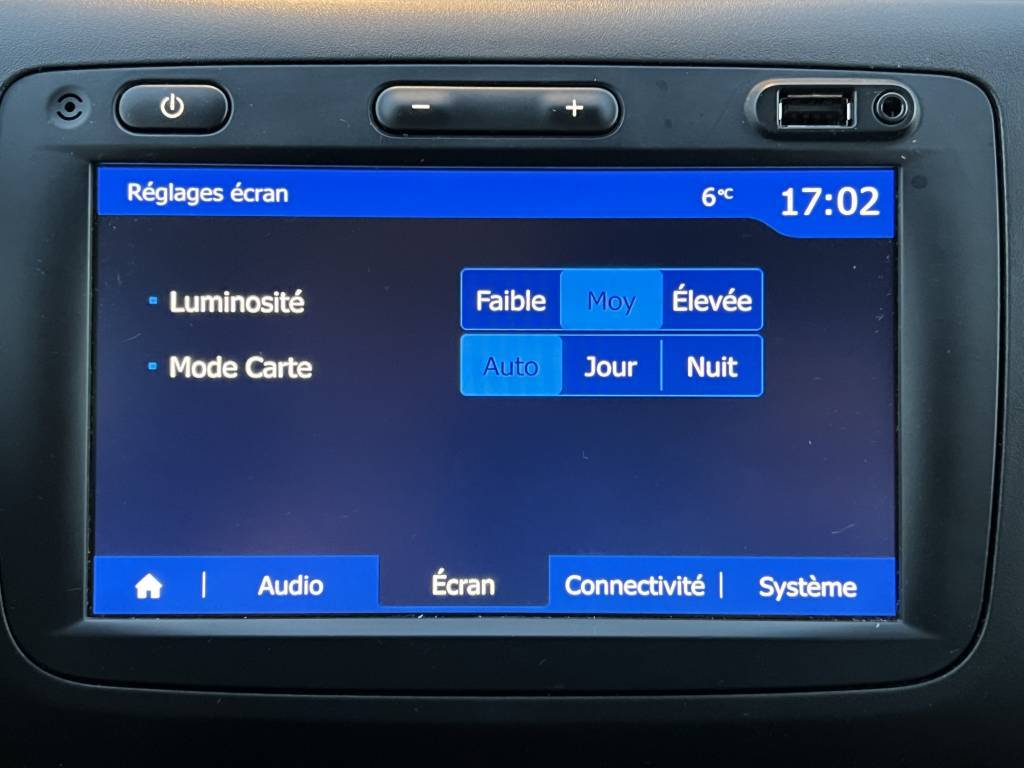 − +
Réglages écran 6°C 17:02
Luminosité Faible Moy Élevée
Mode Carte Auto Jour Nuit
Audio Écran Connectivité Système